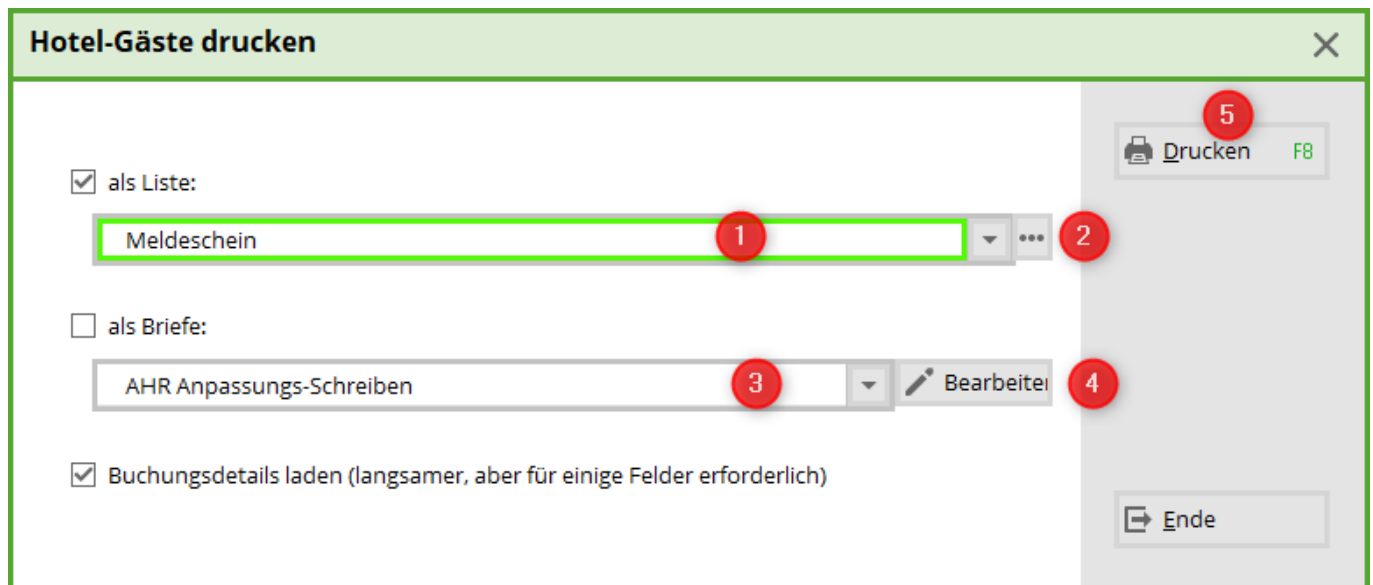 Hotel-Gäste drucken
5
Drucken F8
als Liste:
Meldeschein 1 2
als Briefe:
AHR Anpassungs-Schreiben 3 Bearbeiter 4
Buchungsdetails laden (langsamer, aber für einige Felder erforderlich)
Ende